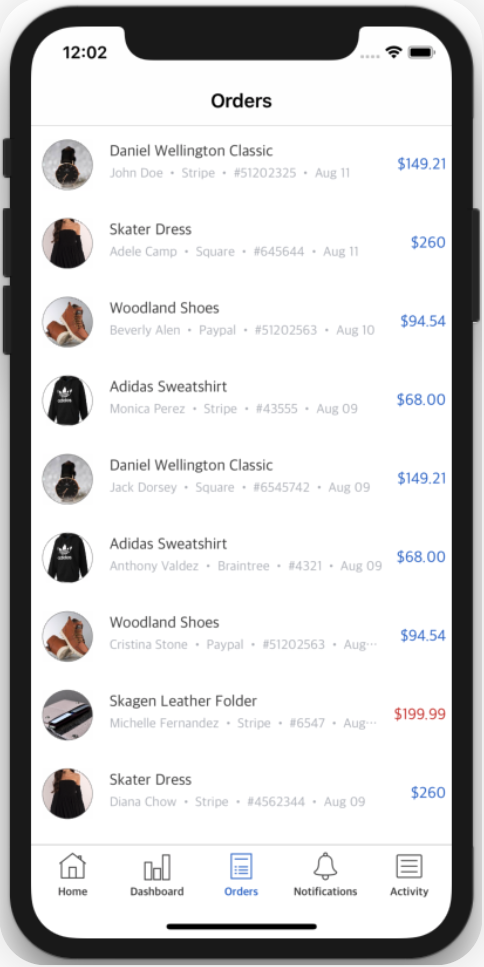 12:02
Orders
Daniel Wellington Classic
$149.21
John Doe • Stripe • #51202325 • Aug 11
Skater Dress
$260
Adele Camp • Square • #645644 • Aug 11
Woodland Shoes
$94.54
Beverly Alen • Paypal • #51202563 • Aug 10
Adidas Sweatshirt
$68.00
Monica Perez • Stripe • #43555 • Aug 09
Daniel Wellington Classic
$149.21
Jack Dorsey • Square • #6545742 • Aug 09
Adidas Sweatshirt
$68.00
Anthony Valdez • Braintree • #4321 • Aug 09
Woodland Shoes
$94.54
Cristina Stone • Paypal • #51202563 • Aug···
Skagen Leather Folder
$199.99
Michelle Fernandez • Stripe • #6547 • Aug···
Skater Dress
$260
Diana Chow • Stripe • #4562344 • Aug 09
Home Dashboard Orders Notifications Activity